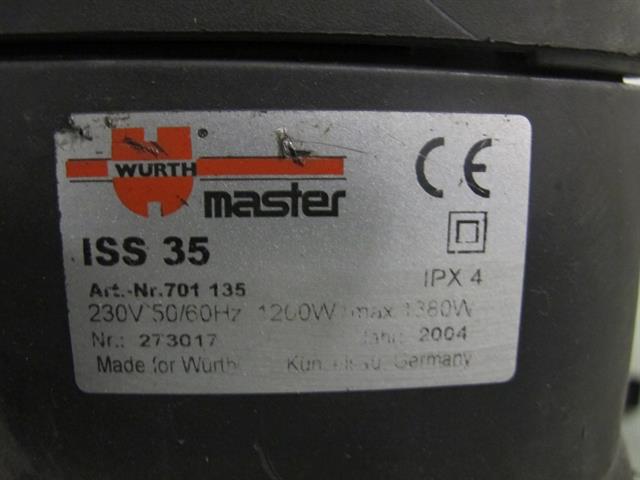 WURTH ®
master
CE
ISS 35
IPX 4
Art.-Nr.701 135
230V 50/60Hz 1200W max 1380W
Nr.: 273017 Jahr: 2004
Made for Würth Germany